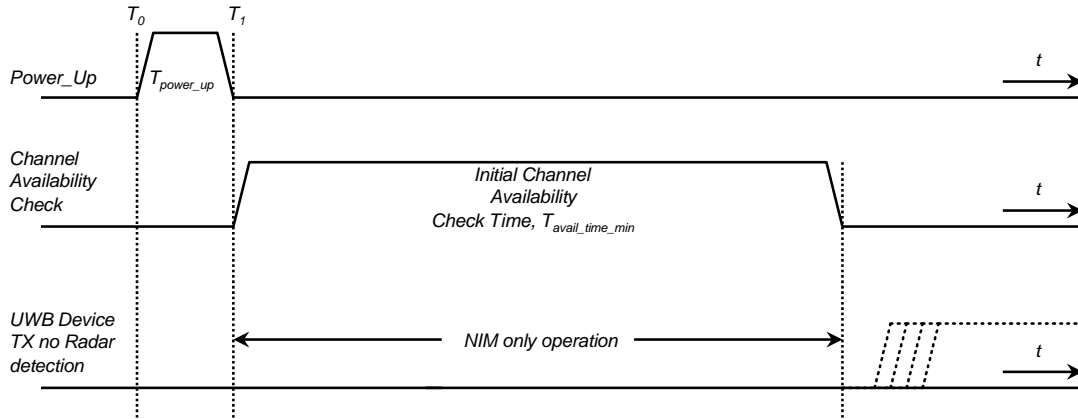 T0 T1
Power_Up
Tpower_up
t
Channel
Availability
Check
Initial Channel
Availability
Check Time, Tavail_time_min
t
UWB Device
TX no Radar
detection
NIM only operation
t